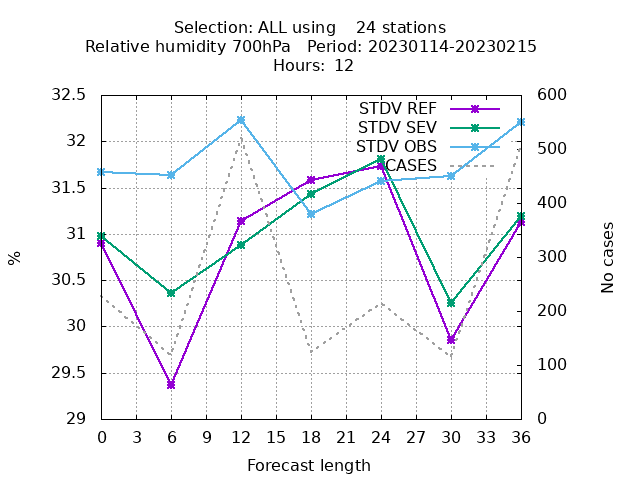 Selection: ALL using    24 stations
Relative humidity 700hPa   Period: 20230114-20230215
Hours:  12
32.5
32
31.5
31
30.5
30
29.5
29
%
STDV REF
STDV SEV
STDV OBS
CASES
600
500
400
300
200
100
0
No cases
0 3 6 9 12 15 18 21 24 27 30 33 36
Forecast length